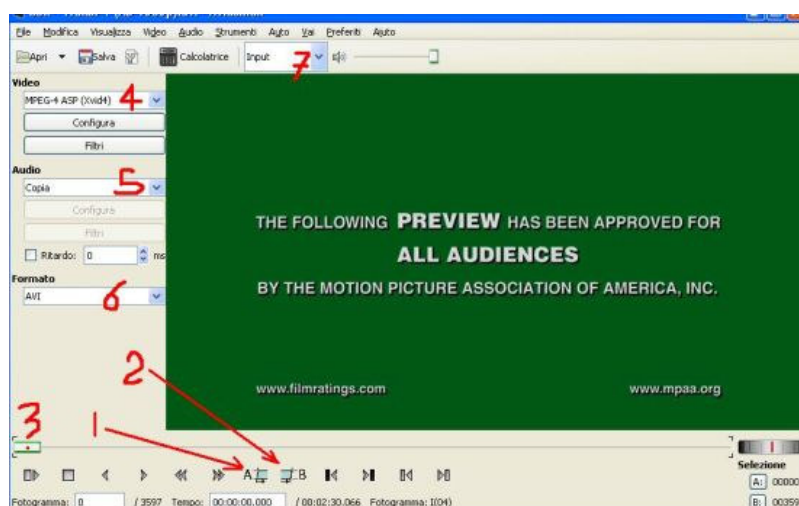 File Modifica Visualizza Video Audio Strumenti Auto Vai Preferiti Aiuto
Apri Salva Calcolatrice Input 7
Video
MPEG-4 ASP (Xvid4) 4
Configura
Filtri
Audio
Copia 5
Configura
Filtri
Ritardo: 0 ms
Formato
AVI 6
THE FOLLOWING PREVIEW HAS BEEN APPROVED FOR
ALL AUDIENCES
BY THE MOTION PICTURE ASSOCIATION OF AMERICA, INC.
www.filmratings.com www.mpaa.org
2
3 1
A B
Selezione
A: 00000
Fotogramma: 0 / 3597 Tempo: 00:00:00.000 / 00:02:30.066 Fotogramma: I(04)
B: 00359